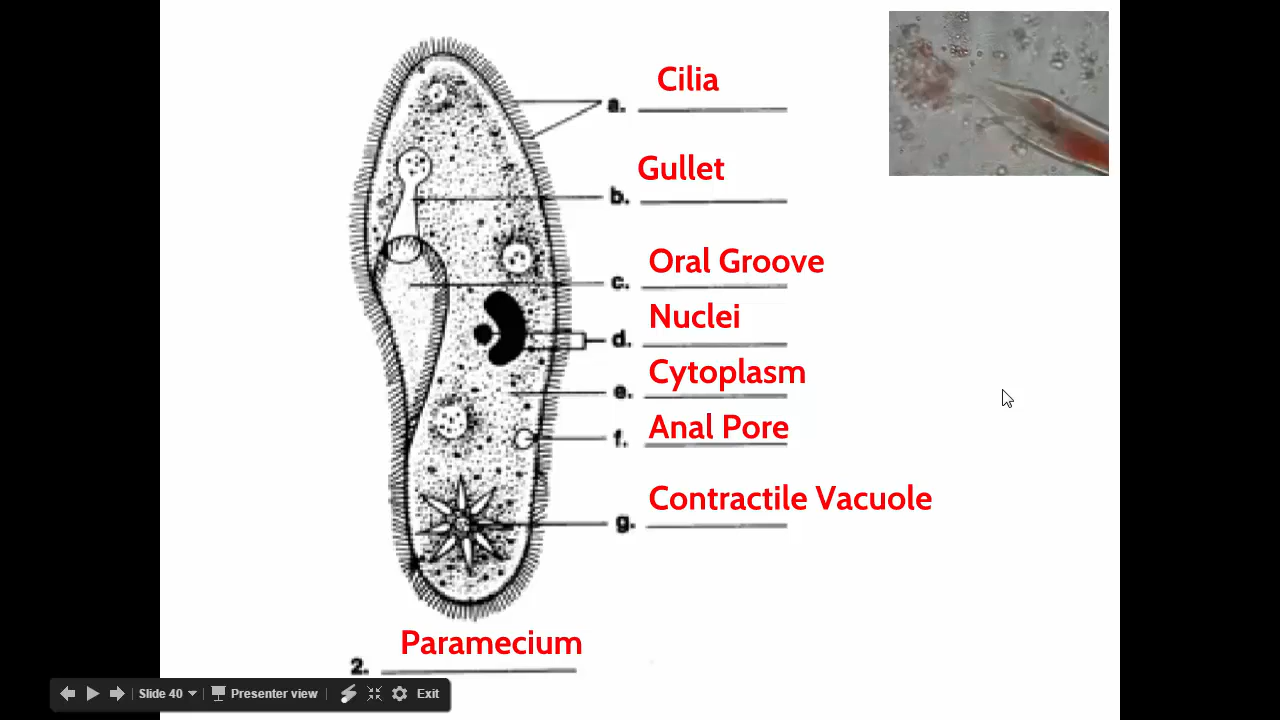 Cilia
a.
Gullet
b.
Oral Groove
c.
Nuclei
d.
Cytoplasm
e.
Anal Pore
f.
Contractile Vacuole
g.
Paramecium
2.
Slide 40 Presenter view Exit